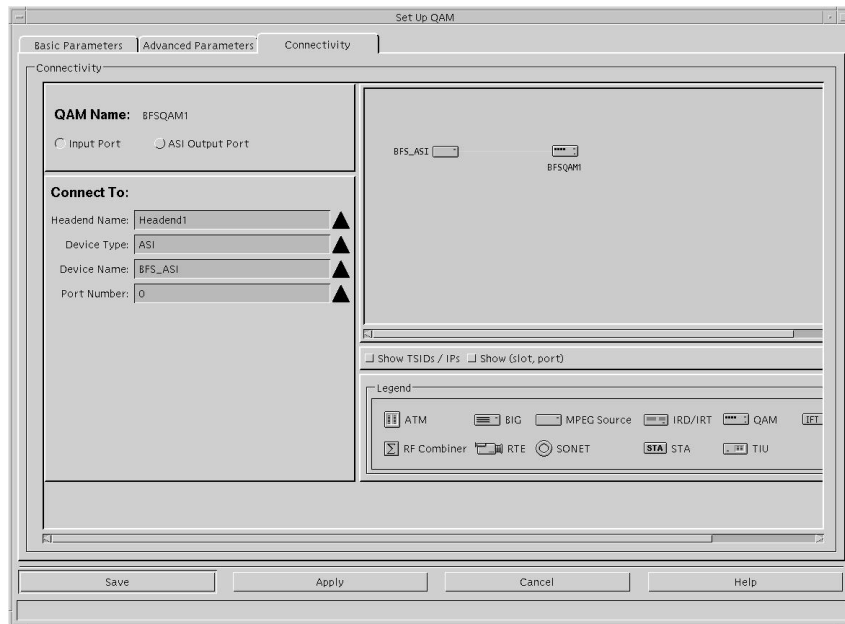 Set Up QAM
Basic Parameters
Advanced Parameters
Connectivity
Connectivity
QAM Name: BFSQAM1
Input Port
ASI Output Port
Connect To:
Headend Name: Headend1
Device Type: ASI
Device Name: BFS_ASI
Port Number: 0
BFS_ASI
BFSQAM1
Show TSIDs / IPs
Show (slot, port)
Legend
ATM
BIG
MPEG Source
IRD/IRT
QAM
IFT
RF Combiner
RTE
SONET
STA STA
TIU
Save
Apply
Cancel
Help